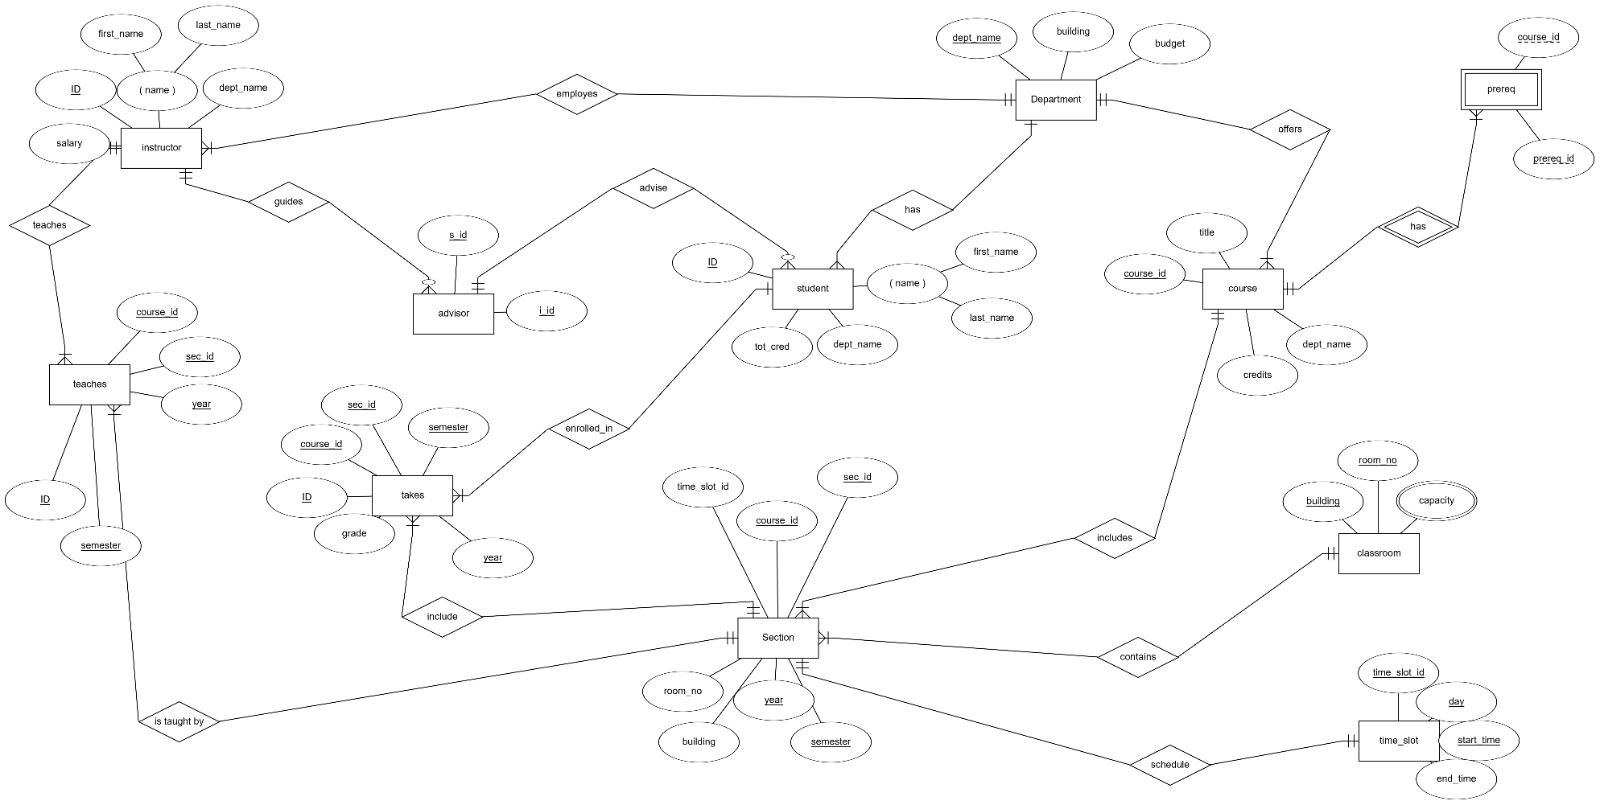 last_name
first_name
dept_name
building
budget
course_id
ID
( name )
dept_name
employes
Department
prereq
salary
instructor
offers
prereq_id
teaches
guides
advise
has
has
s_id
title
ID
first_name
course_id
student
( name )
course
i_id
advisor
last_name
course_id
tot_cred
dept_name
dept_name
sec_id
credits
teaches
year
sec_id
semester
enrolled_in
course_id
room_no
ID
takes
time_slot_id
sec_id
building
capacity
ID
grade
course_id
semester
year
includes
classroom
include
Section
contains
room_no
year
time_slot_id
day
is taught by
building
semester
time_slot
start_time
schedule
end_time